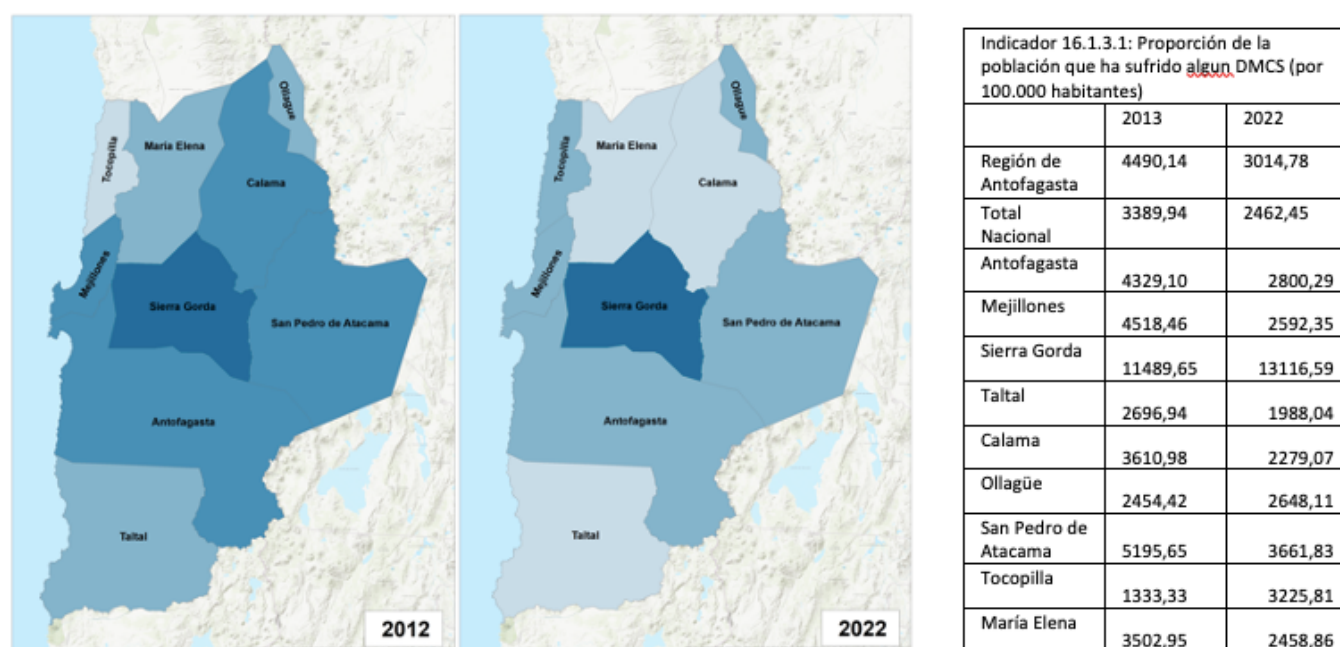 Ollagüe
María Elena
Tocopilla
Calama
Mejillones
Sierra Gorda
San Pedro de Atacama
Antofagasta
Taltal
2012
Ollagüe
María Elena
Tocopilla
Calama
Mejillones
Sierra Gorda
San Pedro de Atacama
Antofagasta
Taltal
2022
Indicador 16.1.3.1: Proporción de la
población que ha sufrido algun DMCS (por
100.000 habitantes)
2013 2022
Región de 4490,14 3014,78
Antofagasta
Total 3389,94 2462,45
Nacional
Antofagasta
4329,10 2800,29
Mejillones
4518,46 2592,35
Sierra Gorda
11489,65 13116,59
Taltal
2696,94 1988,04
Calama
3610,98 2279,07
Ollagüe
2454,42 2648,11
San Pedro de
Atacama 5195,65 3661,83
Tocopilla
1333,33 3225,81
María Elena
3502,95 2458,86